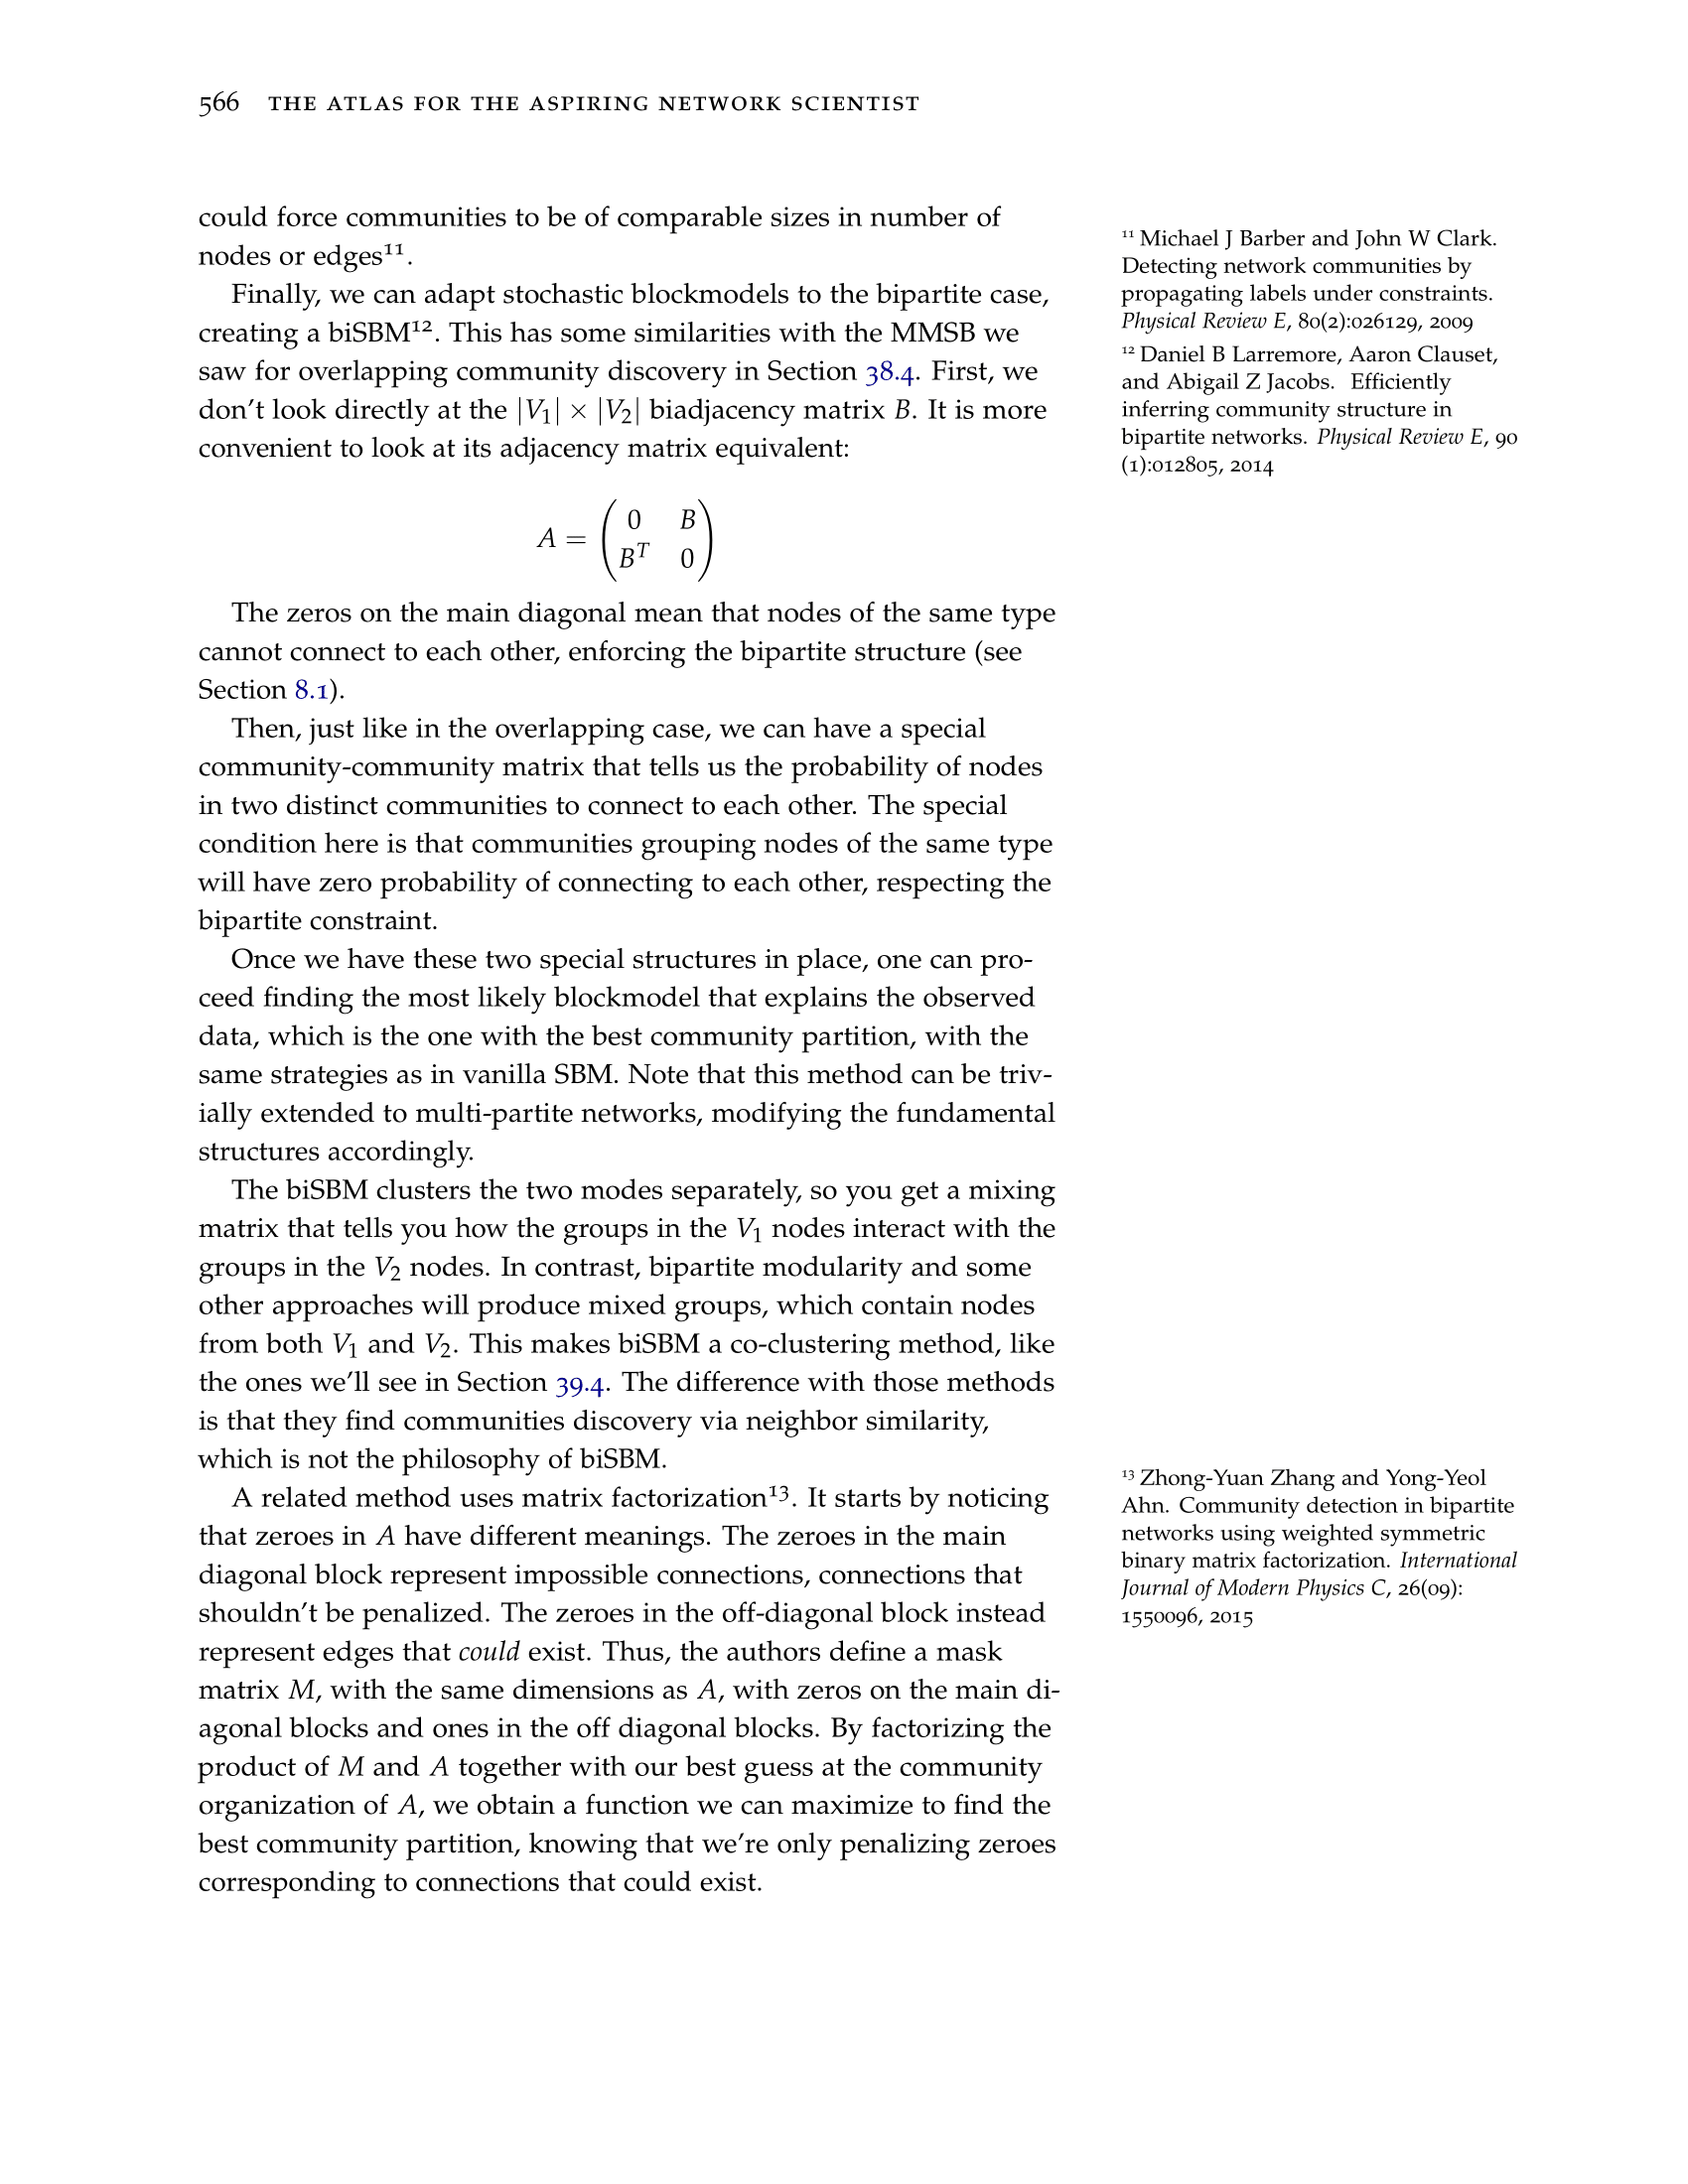 566 THE ATLAS FOR THE ASPIRING NETWORK SCIENTIST
could force communities to be of comparable sizes in number of
nodes or edges¹¹.
Finally, we can adapt stochastic blockmodels to the bipartite case,
creating a biSBM¹². This has some similarities with the MMSB we
saw for overlapping community discovery in Section 38.4. First, we
don't look directly at the |V₁| × |V₂| biadjacency matrix B. It is more
convenient to look at its adjacency matrix equivalent:
A = (0 B
Bᵀ 0)
The zeros on the main diagonal mean that nodes of the same type
cannot connect to each other, enforcing the bipartite structure (see
Section 8.1).
Then, just like in the overlapping case, we can have a special
community-community matrix that tells us the probability of nodes
in two distinct communities to connect to each other. The special
condition here is that communities grouping nodes of the same type
will have zero probability of connecting to each other, respecting the
bipartite constraint.
Once we have these two special structures in place, one can pro-
ceed finding the most likely blockmodel that explains the observed
data, which is the one with the best community partition, with the
same strategies as in vanilla SBM. Note that this method can be triv-
ially extended to multi-partite networks, modifying the fundamental
structures accordingly.
The biSBM clusters the two modes separately, so you get a mixing
matrix that tells you how the groups in the V₁ nodes interact with the
groups in the V₂ nodes. In contrast, bipartite modularity and some
other approaches will produce mixed groups, which contain nodes
from both V₁ and V₂. This makes biSBM a co-clustering method, like
the ones we'll see in Section 39.4. The difference with those methods
is that they find communities discovery via neighbor similarity,
which is not the philosophy of biSBM.
A related method uses matrix factorization¹³. It starts by noticing
that zeroes in A have different meanings. The zeroes in the main
diagonal block represent impossible connections, connections that
shouldn't be penalized. The zeroes in the off-diagonal block instead
represent edges that could exist. Thus, the authors define a mask
matrix M, with the same dimensions as A, with zeros on the main di-
agonal blocks and ones in the off diagonal blocks. By factorizing the
product of M and A together with our best guess at the community
organization of A, we obtain a function we can maximize to find the
best community partition, knowing that we're only penalizing zeroes
corresponding to connections that could exist.
¹¹ Michael J Barber and John W Clark.
Detecting network communities by
propagating labels under constraints.
Physical Review E, 80(2):026129, 2009
¹² Daniel B Larremore, Aaron Clauset,
and Abigail Z Jacobs. Efficiently
inferring community structure in
bipartite networks. Physical Review E, 90
(1):012805, 2014
¹³ Zhong-Yuan Zhang and Yong-Yeol
Ahn. Community detection in bipartite
networks using weighted symmetric
binary matrix factorization. International
Journal of Modern Physics C, 26(09):
1550096, 2015